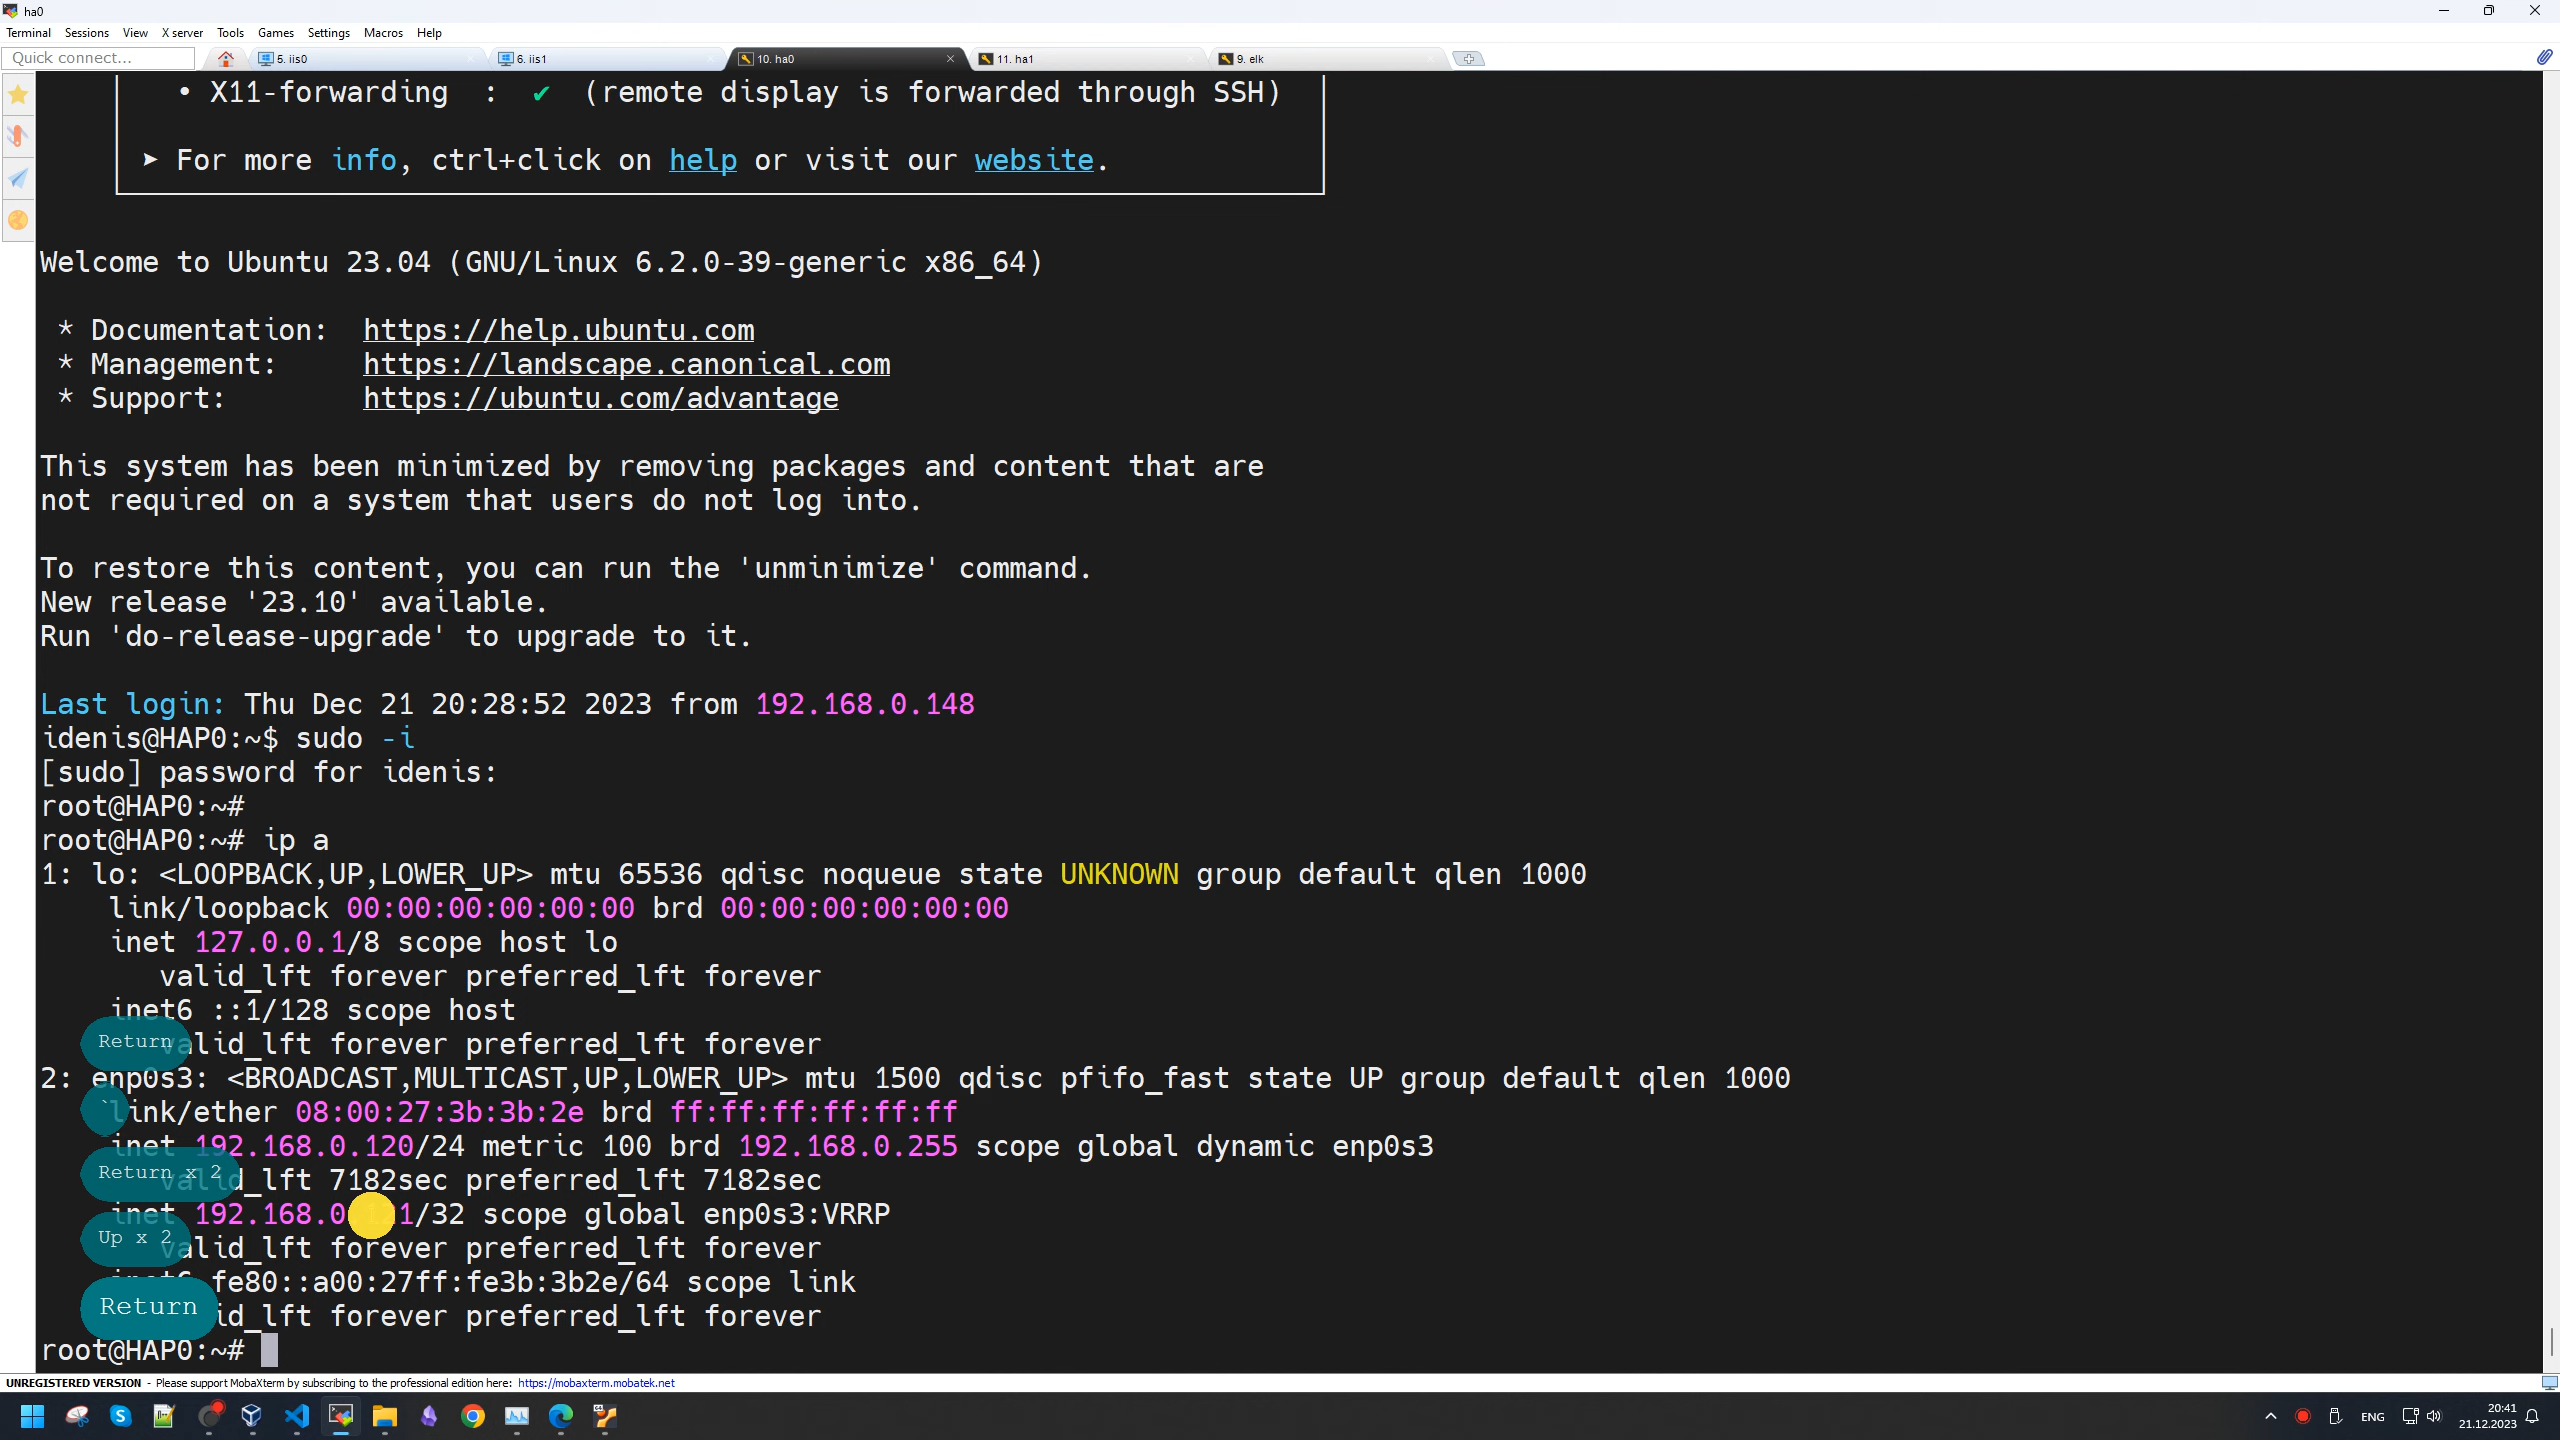 ha0
Terminal Sessions View X server Tools Games Settings Macros Help
Quick connect... 5. iis0 6. iis1 10. ha0 11. ha1 9. elk
• X11-forwarding : ✔ (remote display is forwarded through SSH)
➤ For more info, ctrl+click on help or visit our website.
Welcome to Ubuntu 23.04 (GNU/Linux 6.2.0-39-generic x86_64)
* Documentation: https://help.ubuntu.com
* Management: https://landscape.canonical.com
* Support: https://ubuntu.com/advantage
This system has been minimized by removing packages and content that are
not required on a system that users do not log into.
To restore this content, you can run the 'unminimize' command.
New release '23.10' available.
Run 'do-release-upgrade' to upgrade to it.
Last login: Thu Dec 21 20:28:52 2023 from 192.168.0.148
idenis@HAP0:~$ sudo -i
[sudo] password for idenis:
root@HAP0:~#
root@HAP0:~# ip a
1: lo: <LOOPBACK,UP,LOWER_UP> mtu 65536 qdisc noqueue state UNKNOWN group default qlen 1000
link/loopback 00:00:00:00:00:00 brd 00:00:00:00:00:00
inet 127.0.0.1/8 scope host lo
valid_lft forever preferred_lft forever
inet6 ::1/128 scope host
Return
valid_lft forever preferred_lft forever
2: enp0s3: <BROADCAST,MULTICAST,UP,LOWER_UP> mtu 1500 qdisc pfifo_fast state UP group default qlen 1000
` link/ether 08:00:27:3b:3b:2e brd ff:ff:ff:ff:ff:ff
inet 192.168.0.120/24 metric 100 brd 192.168.0.255 scope global dynamic enp0s3
Return x 2
valid_lft 7182sec preferred_lft 7182sec
inet scope global enp0s3:VRRP
Up x 2
valid_lft forever preferred_lft forever
inet6 fe80::a00:27ff:fe3b:3b2e/64 scope link
Return
valid_lft forever preferred_lft forever
root@HAP0:~#
UNREGISTERED VERSION - Please support MobaXterm by subscribing to the professional edition here: https://mobaxterm.mobatek.net
ENG
20:41
21.12.2023